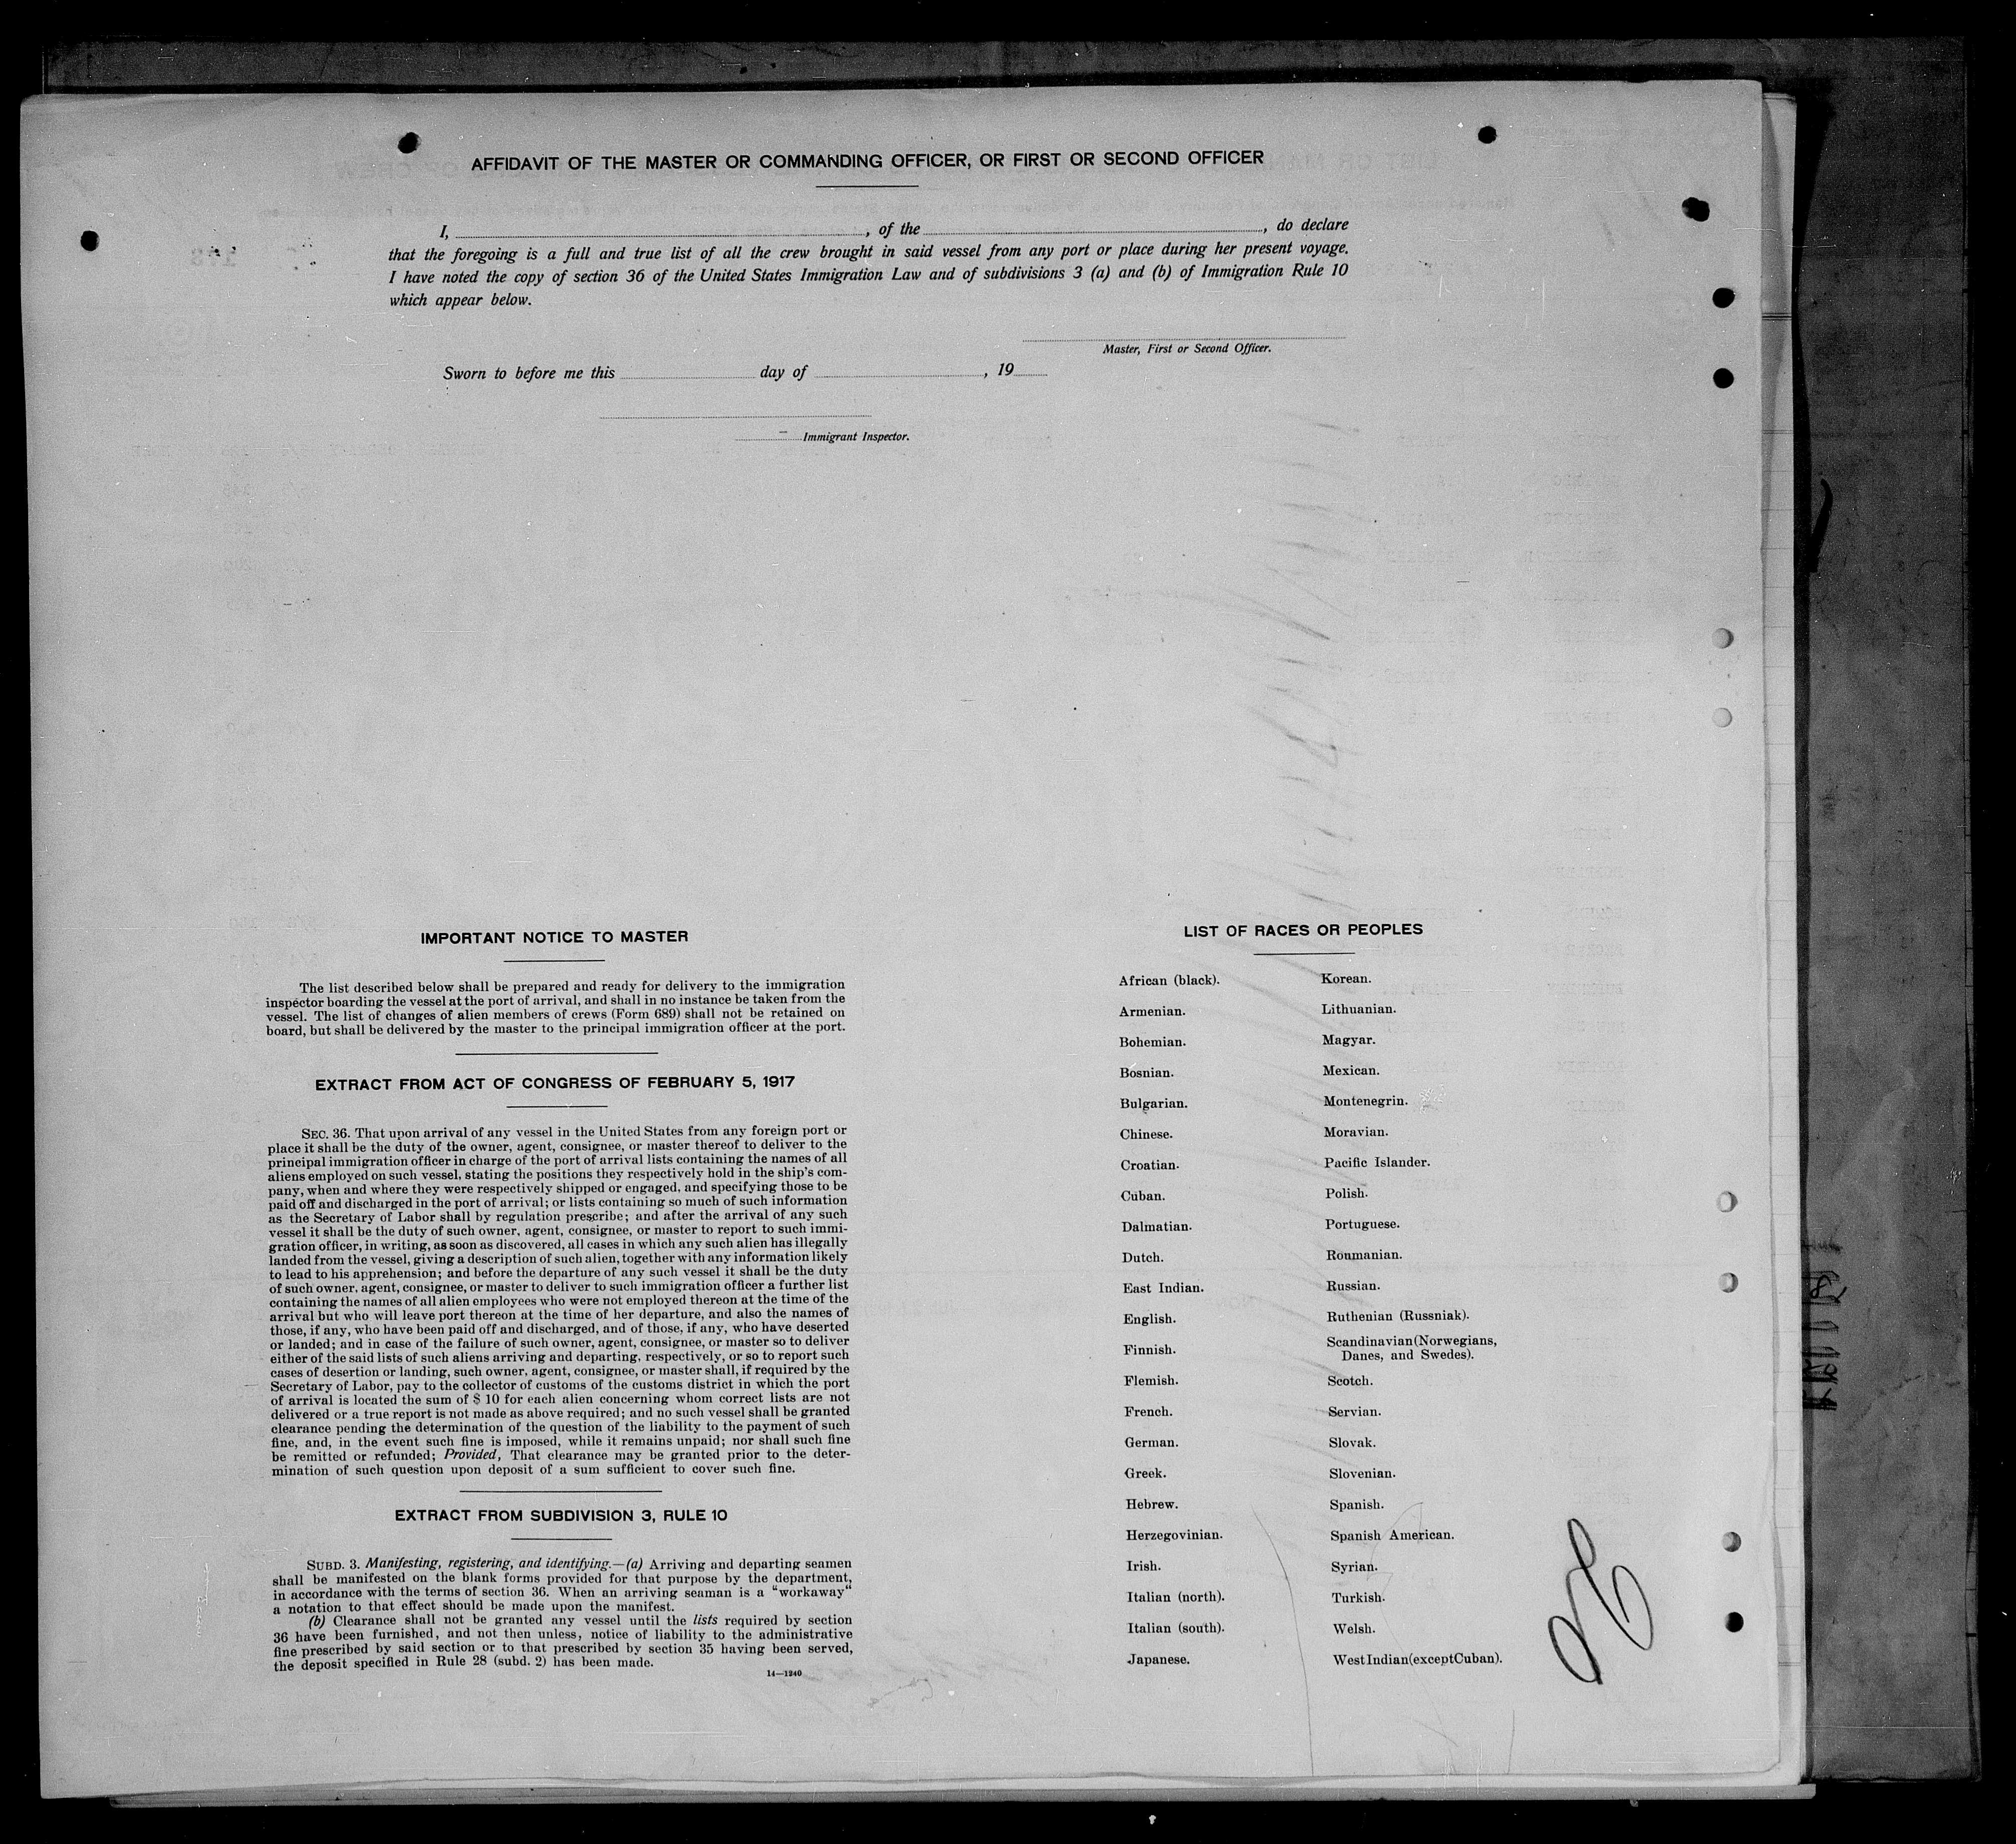 AFFIDAVIT OF THE MASTER OR COMMANDING OFFICER, OR FIRST OR SECOND OFFICER
I, , of the , do declare
that the foregoing is a full and true list of all the crew brought in said vessel from any port or place during her present voyage.
I have noted the copy of section 36 of the United States Immigration Law and of subdivisions 3 (a) and (b) of Immigration Rule 10
which appear below.
Master, First or Second Officer.
Sworn to before me this day of , 19
Immigrant Inspector.
IMPORTANT NOTICE TO MASTER
The list described below shall be prepared and ready for delivery to the immigration
inspector boarding the vessel at the port of arrival, and shall in no instance be taken from the
vessel. The list of changes of alien members of crews (Form 689) shall not be retained on
board, but shall be delivered by the master to the principal immigration officer at the port.
EXTRACT FROM ACT OF CONGRESS OF FEBRUARY 5, 1917
SEC. 36. That upon arrival of any vessel in the United States from any foreign port or
place it shall be the duty of the owner, agent, consignee, or master thereof to deliver to the
principal immigration officer in charge of the port of arrival lists containing the names of all
aliens employed on such vessel, stating the positions they respectively hold in the ship's com-
pany, when and where they were respectively shipped or engaged, and specifying those to be
paid off and discharged in the port of arrival; or lists containing so much of such information
as the Secretary of Labor shall by regulation prescribe; and after the arrival of any such
vessel it shall be the duty of such owner, agent, consignee, or master to report to such immi-
gration officer, in writing, as soon as discovered, all cases in which any such alien has illegally
landed from the vessel, giving a description of such alien, together with any information likely
to lead to his apprehension; and before the departure of any such vessel it shall be the duty
of such owner, agent, consignee, or master to deliver to such immigration officer a further list
containing the names of all alien employees who were not employed thereon at the time of the
arrival but who will leave port thereon at the time of her departure, and also the names of
those, if any, who have been paid off and discharged, and of those, if any, who have deserted
or landed; and in case of the failure of such owner, agent, consignee, or master so to deliver
either of the said lists of such aliens arriving and departing, respectively, or so to report such
cases of desertion or landing, such owner, agent, consignee, or master shall, if required by the
Secretary of Labor, pay to the collector of customs of the customs district in which the port
of arrival is located the sum of $ 10 for each alien concerning whom correct lists are not
delivered or a true report is not made as above required; and no such vessel shall be granted
clearance pending the determination of the question of the liability to the payment of such
fine, and, in the event such fine is imposed, while it remains unpaid; nor shall such fine
be remitted or refunded; Provided, That clearance may be granted prior to the deter-
mination of such question upon deposit of a sum sufficient to cover such fine.
EXTRACT FROM SUBDIVISION 3, RULE 10
SUBD. 3. Manifesting, registering, and identifying.—(a) Arriving and departing seamen
shall be manifested on the blank forms provided for that purpose by the department,
in accordance with the terms of section 36. When an arriving seaman is a "workaway"
a notation to that effect should be made upon the manifest.
(b) Clearance shall not be granted any vessel until the lists required by section
36 have been furnished, and not then unless, notice of liability to the administrative
fine prescribed by said section or to that prescribed by section 35 having been served,
the deposit specified in Rule 28 (subd. 2) has been made.
14—1240
LIST OF RACES OR PEOPLES
African (black).
Armenian.
Bohemian.
Bosnian.
Bulgarian.
Chinese.
Croatian.
Cuban.
Dalmatian.
Dutch.
East Indian.
English.
Finnish.
Flemish.
French.
German.
Greek.
Hebrew.
Herzegovinian.
Irish.
Italian (north).
Italian (south).
Japanese.
Korean.
Lithuanian.
Magyar.
Mexican.
Montenegrin.
Moravian.
Pacific Islander.
Polish.
Portuguese.
Roumanian.
Russian.
Ruthenian (Russniak).
Scandinavian (Norwegians,
Danes, and Swedes).
Scotch.
Servian.
Slovak.
Slovenian.
Spanish.
Spanish American.
Syrian.
Turkish.
Welsh.
West Indian (except Cuban).